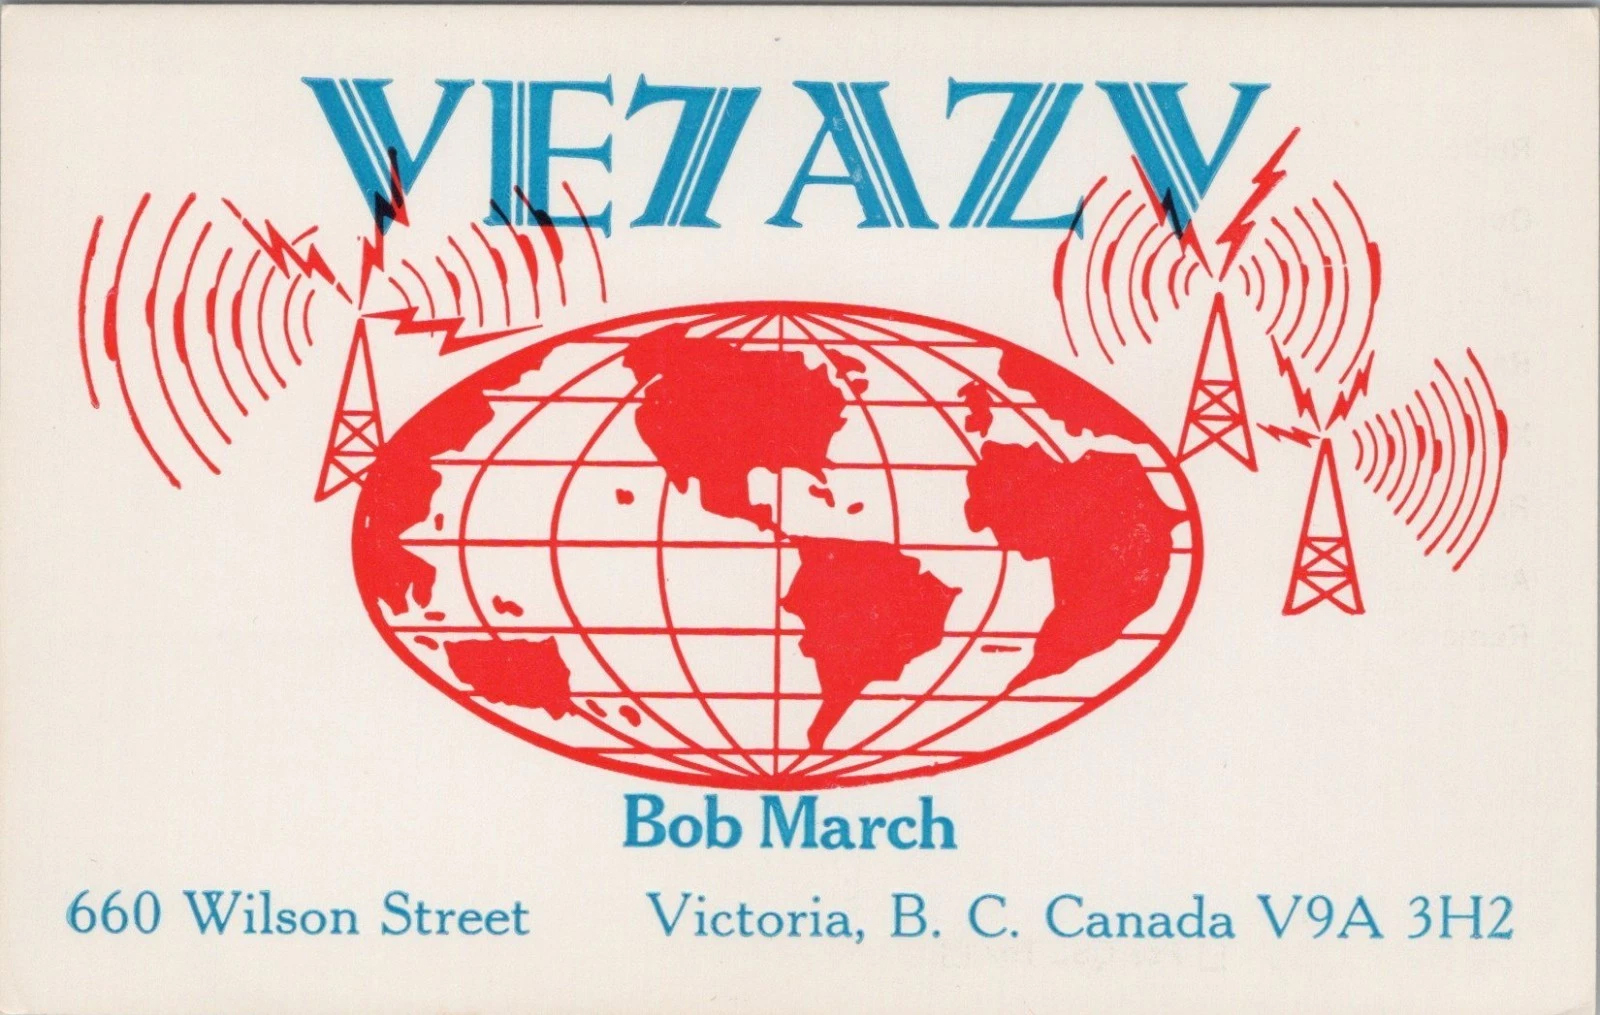 VE7AZV
Bob March
660 Wilson Street Victoria, B. C. Canada V9A 3H2